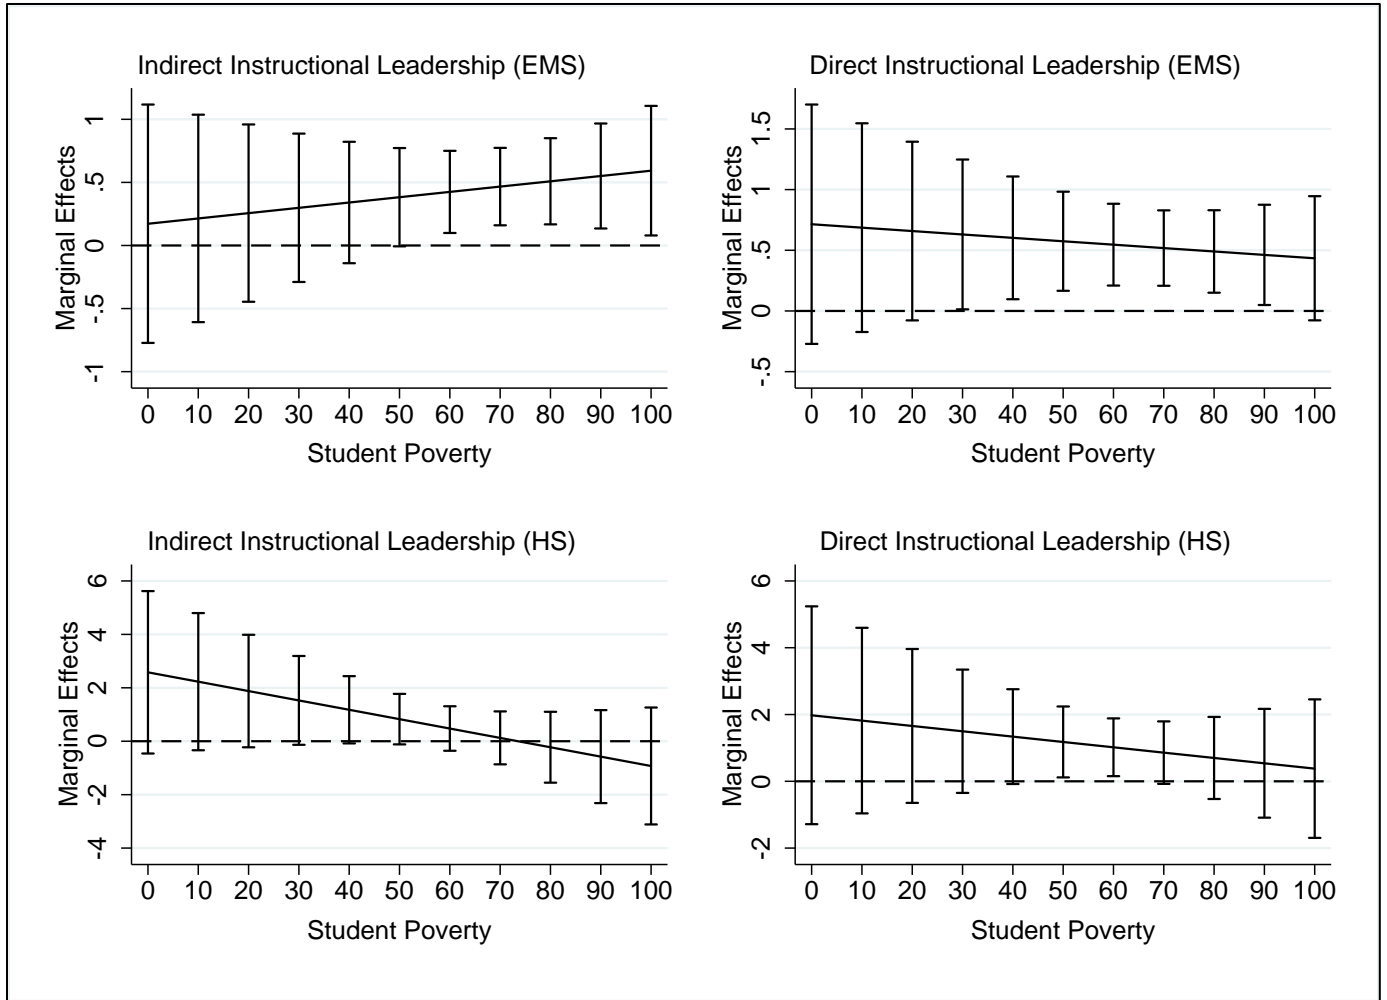 Indirect Instructional Leadership (EMS)
Marginal Effects
1
.5
0
-.5
-1
0 10 20 30 40 50 60 70 80 90 100
Student Poverty
Direct Instructional Leadership (EMS)
Marginal Effects
1.5
1
.5
0
-.5
0 10 20 30 40 50 60 70 80 90 100
Student Poverty
Indirect Instructional Leadership (HS)
Marginal Effects
6
4
2
0
-2
-4
0 10 20 30 40 50 60 70 80 90 100
Student Poverty
Direct Instructional Leadership (HS)
Marginal Effects
6
4
2
0
-2
0 10 20 30 40 50 60 70 80 90 100
Student Poverty